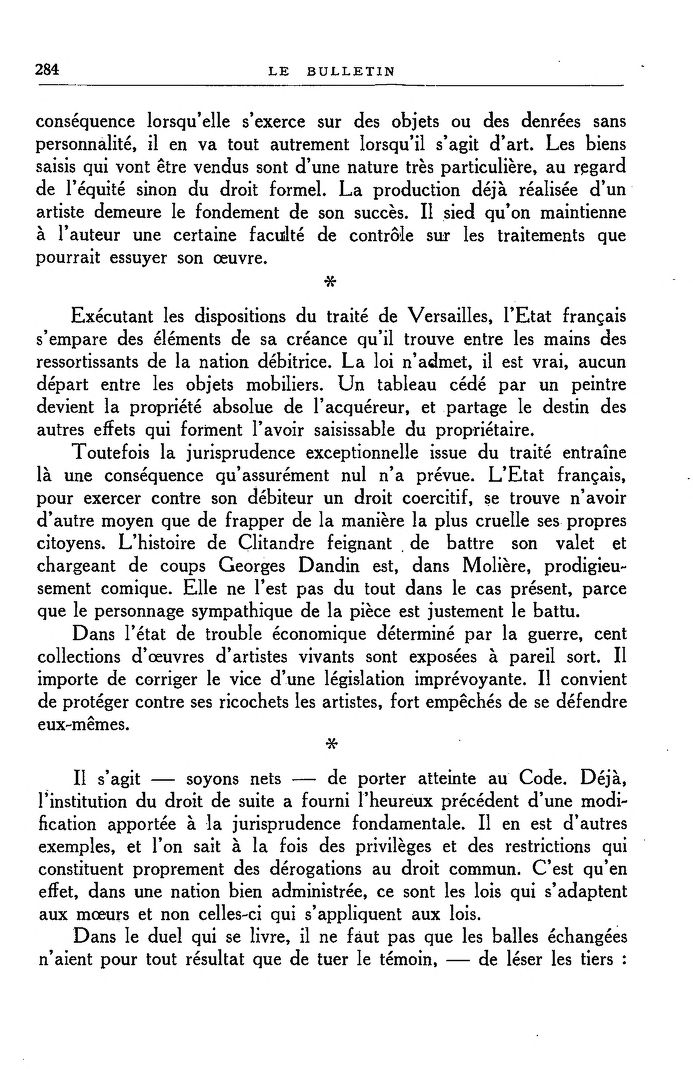 284 LE BULLETIN
conséquence lorsqu'elle s'exerce sur des objets ou des denrées sans
personnalité, il en va tout autrement lorsqu'il s'agit d'art. Les biens
saisis qui vont être vendus sont d'une nature très particulière, au regard
de l'équité sinon du droit formel. La production déjà réalisée d'un
artiste demeure le fondement de son succès. Il sied qu'on maintienne
à l'auteur une certaine faculté de contrôle sur les traitements que
pourrait essuyer son œuvre.
*
Exécutant les dispositions du traité de Versailles, l'Etat français
s'empare des éléments de sa créance qu'il trouve entre les mains des
ressortissants de la nation débitrice. La loi n'admet, il est vrai, aucun
départ entre les objets mobiliers. Un tableau cédé par un peintre
devient la propriété absolue de l'acquéreur, et partage le destin des
autres effets qui forment l'avoir saisissable du propriétaire.
Toutefois la jurisprudence exceptionnelle issue du traité entraîne
là une conséquence qu'assurément nul n'a prévue. L'Etat français,
pour exercer contre son débiteur un droit coercitif, se trouve n'avoir
d'autre moyen que de frapper de la manière la plus cruelle ses propres
citoyens. L'histoire de Clitandre feignant de battre son valet et
chargeant de coups Georges Dandin est, dans Molière, prodigieu-
sement comique. Elle ne l'est pas du tout dans le cas présent, parce
que le personnage sympathique de la pièce est justement le battu.
Dans l'état de trouble économique déterminé par la guerre, cent
collections d'œuvres d'artistes vivants sont exposées à pareil sort. Il
importe de corriger le vice d'une législation imprévoyante. Il convient
de protéger contre ses ricochets les artistes, fort empêchés de se défendre
eux-mêmes.
*
Il s'agit — soyons nets — de porter atteinte au Code. Déjà,
l'institution du droit de suite a fourni l'heureux précédent d'une modi-
fication apportée à la jurisprudence fondamentale. Il en est d'autres
exemples, et l'on sait à la fois des privilèges et des restrictions qui
constituent proprement des dérogations au droit commun. C'est qu'en
effet, dans une nation bien administrée, ce sont les lois qui s'adaptent
aux mœurs et non celles-ci qui s'appliquent aux lois.
Dans le duel qui se livre, il ne faut pas que les balles échangées
n'aient pour tout résultat que de tuer le témoin, — de léser les tiers :